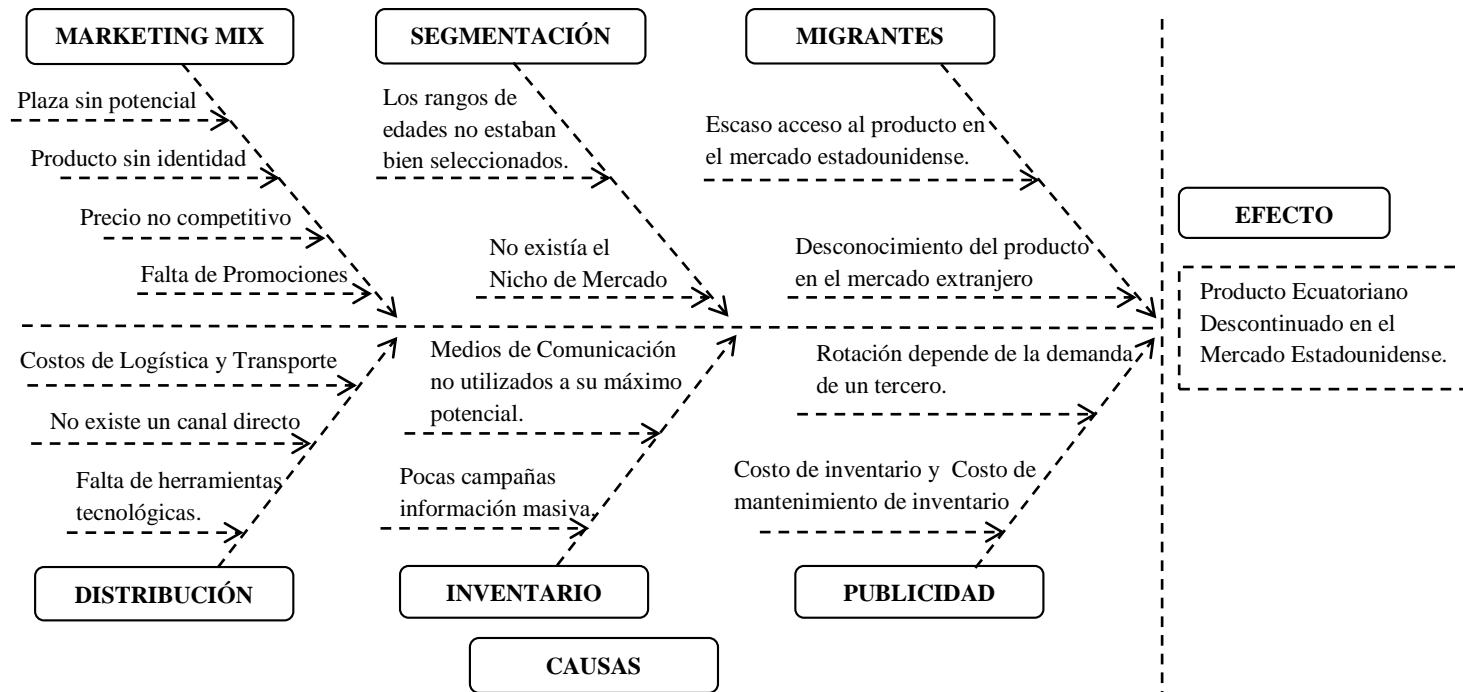 MARKETING MIX
Plaza sin potencial
Producto sin identidad
Precio no competitivo
Falta de Promociones
SEGMENTACIÓN
Los rangos de
edades no estaban
bien seleccionados.
No existía el
Nicho de Mercado
MIGRANTES
Escaso acceso al producto en
el mercado estadounidense.
Desconocimiento del producto
en el mercado extranjero
Costos de Logística y Transporte
No existe un canal directo
Falta de herramientas
tecnológicas.
DISTRIBUCIÓN
Medios de Comunicación
no utilizados a su máximo
potencial.
Pocas campañas
información masiva.
INVENTARIO
Rotación depende de la demanda
de un tercero.
Costo de inventario y  Costo de
mantenimiento de inventario
PUBLICIDAD
CAUSAS
EFECTO
Producto Ecuatoriano
Descontinuado en el
Mercado Estadounidense.